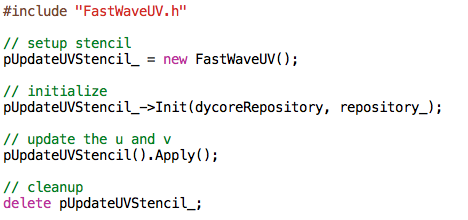 #include "FastWaveUV.h"
// setup stencil
pUpdateUVStencil_ = new FastWaveUV();
// initialize
pUpdateUVStencil_->Init(dycoreRepository, repository_);
// update the u and v
pUpdateUVStencil().Apply();
// cleanup
delete pUpdateUVStencil_;